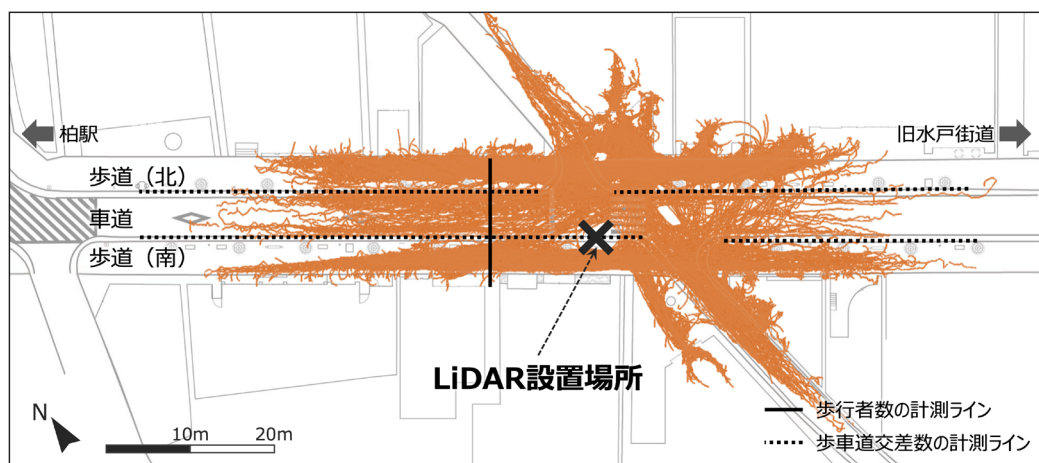 柏駅
旧水戸街道
歩道（北）
車道
歩道（南）
LiDAR設置場所
N
10m
20m
歩行者数の計測ライン
歩車道交差数の計測ライン